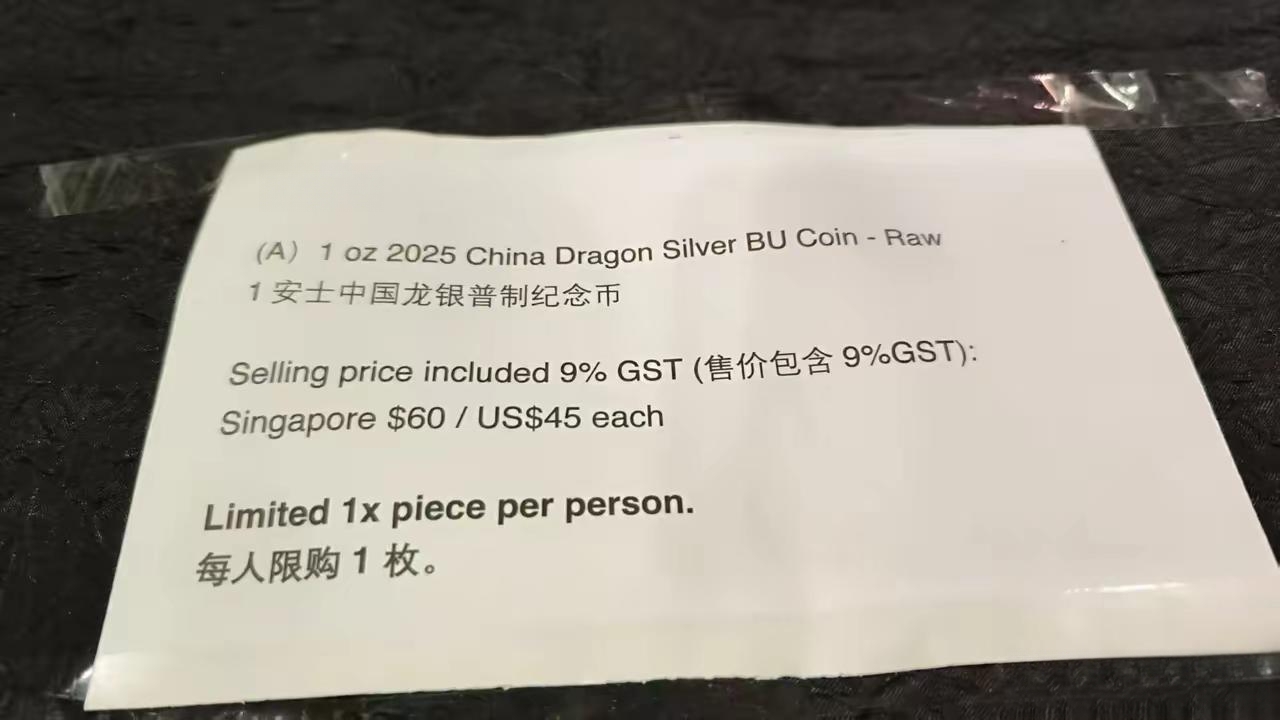 (A) 1 oz 2025 China Dragon Silver BU Coin - Raw
1 安士中国龙银普制纪念币
Selling price included 9% GST (售价包含 9%GST):
Singapore $60 / US$45 each
Limited 1x piece per person.
每人限购 1 枚。